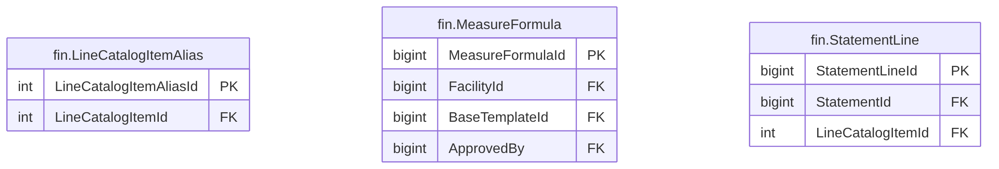 fin.LineCatalogItemAlias
int LineCatalogItemAliasId PK
int LineCatalogItemId FK
fin.MeasureFormula
bigint MeasureFormulaId PK
bigint FacilityId FK
bigint BaseTemplateId FK
bigint ApprovedBy FK
fin.StatementLine
bigint StatementLineId PK
bigint StatementId FK
int LineCatalogItemId FK